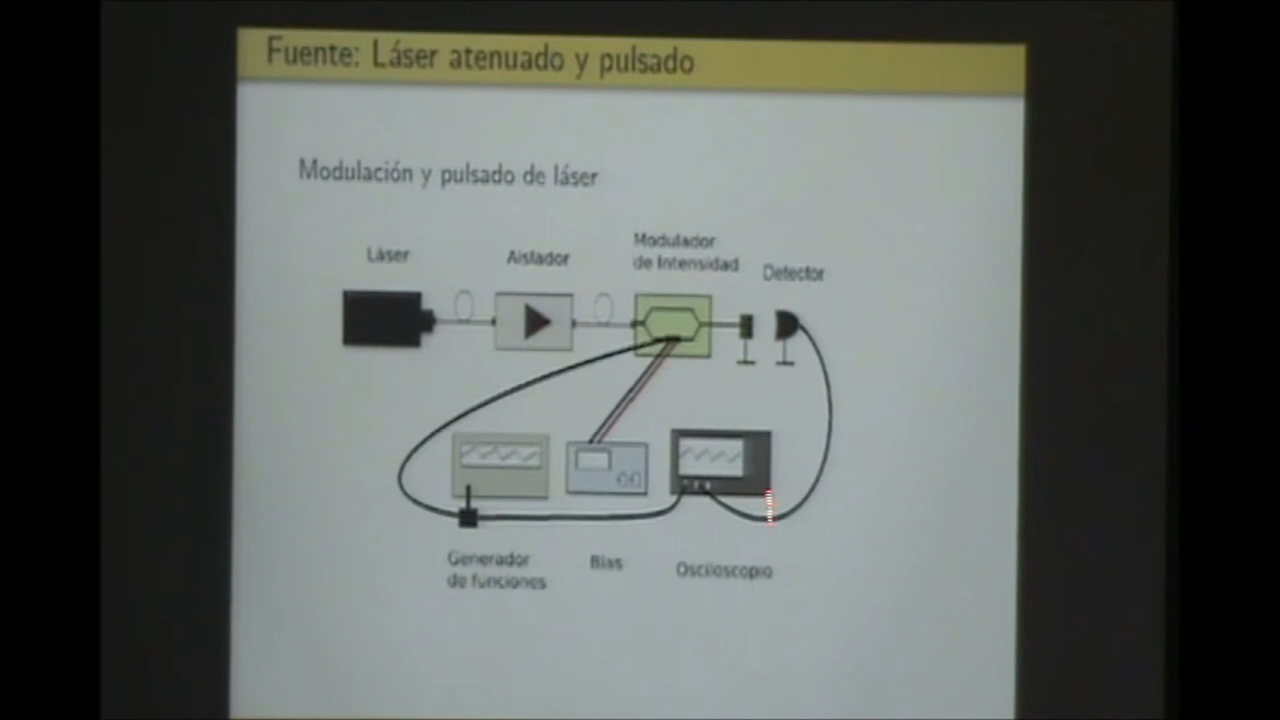 Fuente: Láser atenuado y pulsado
Modulación y pulsado de láser
Láser
Aislador
Modulador
de Intensidad
Detector
Generador
de funciones
Bias
Osciloscopio